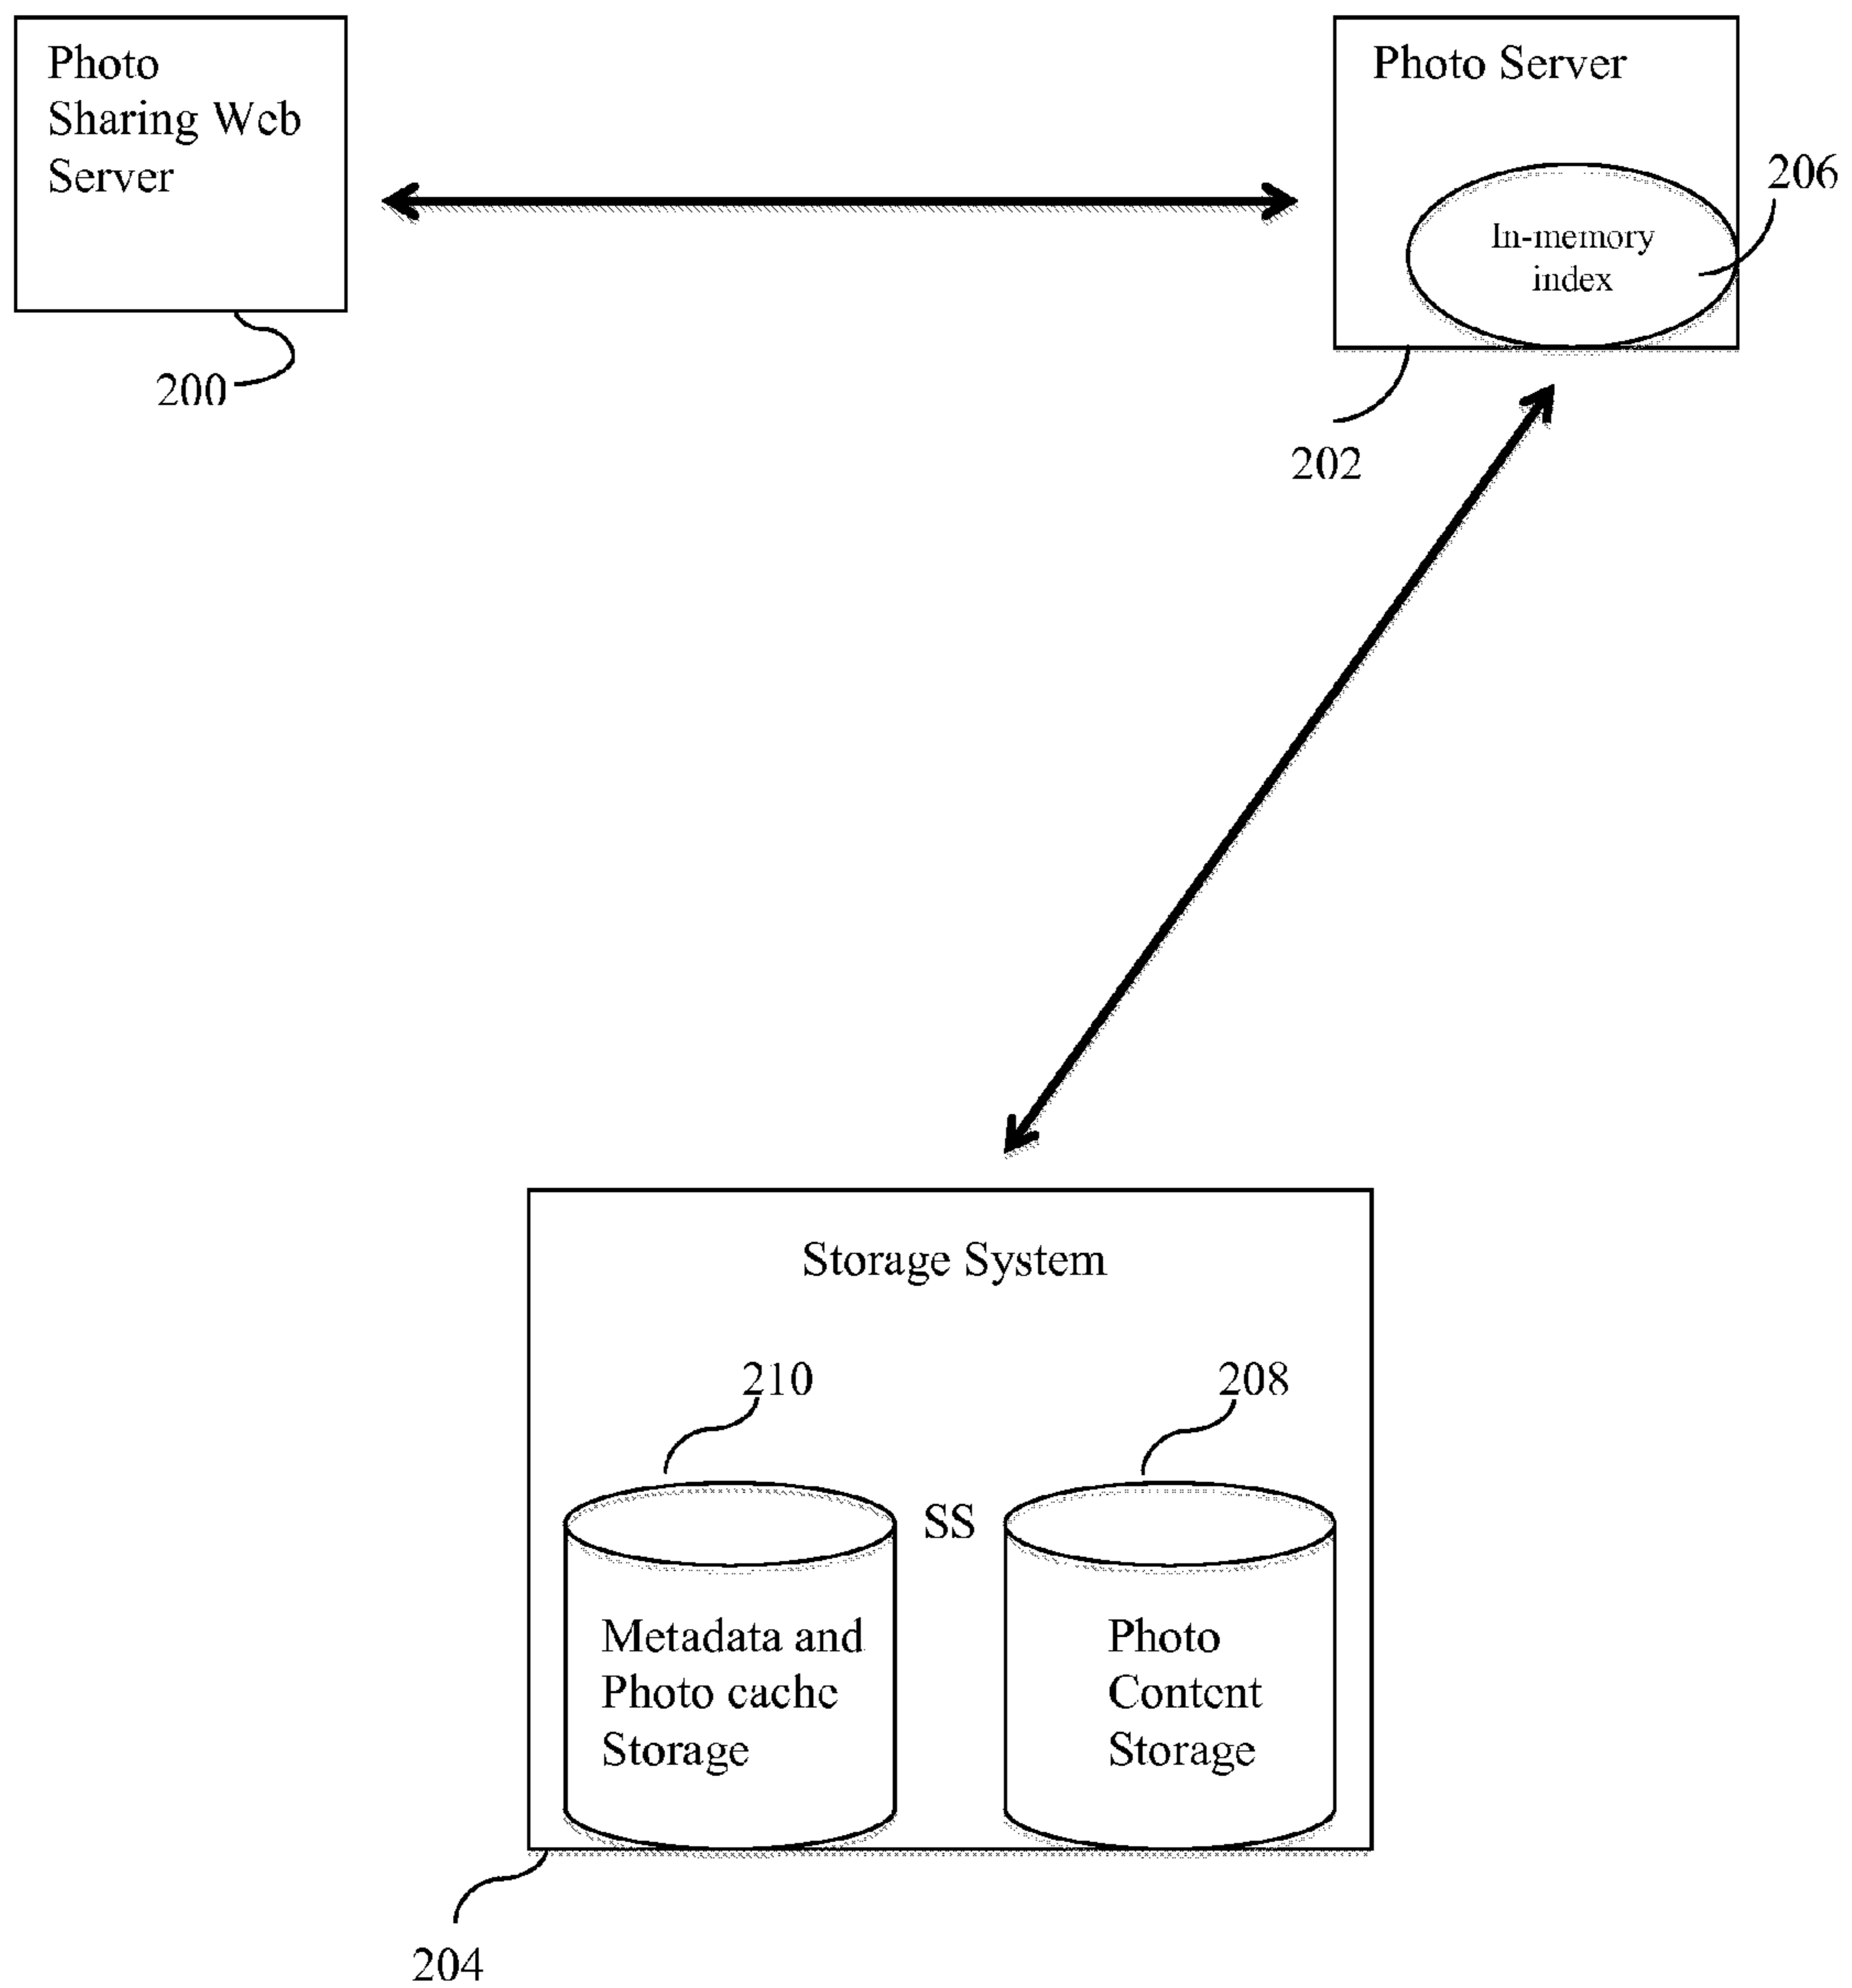 Photo
Sharing Web
Server
Photo Server
206
In-memory
index
200
202
Storage System
210
208
SS
Metadata and
Photo cache
Storage
Photo
Content
Storage
204